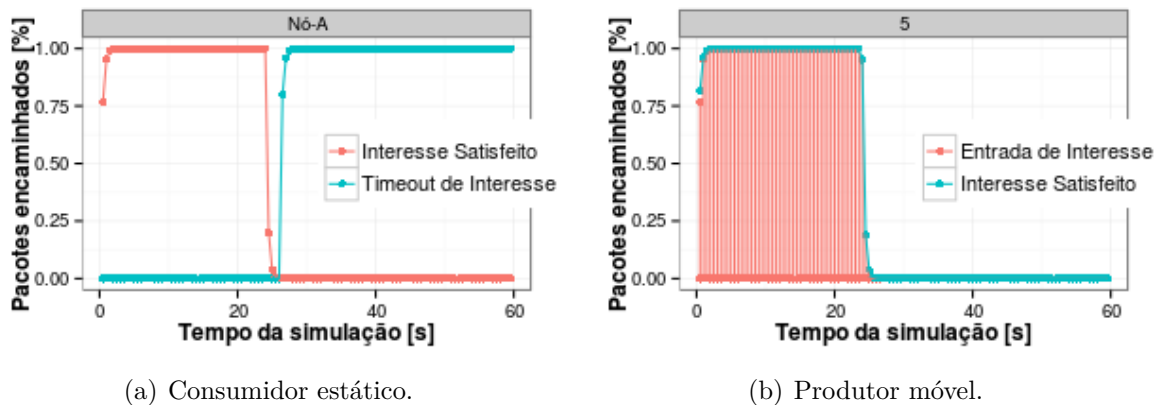 Nó-A
Pacotes encaminhados [%]
1.00
0.75
0.50
0.25
0.00
Interesse Satisfeito
Timeout de Interesse
0
20
40
60
Tempo da simulação [s]
(a) Consumidor estático.
5
Pacotes encaminhados [%]
1.00
0.75
0.50
0.25
0.00
Entrada de Interesse
Interesse Satisfeito
0
20
40
60
Tempo da simulação [s]
(b) Produtor móvel.